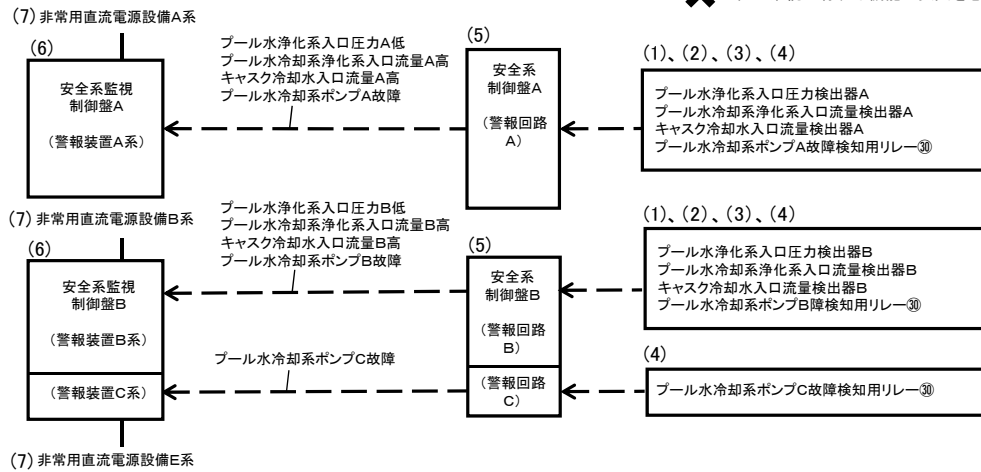 (7) 非常用直流電源設備A系
(6)
安全系監視
制御盤A
(警報装置A系)
プール水浄化系入口圧力A低
プール水冷却系浄化系入口流量A高
キャスク冷却水入口流量A高
プール水冷却系ポンプA故障
(5)
安全系
制御盤A
(警報回路
A)
(1)、(2)、(3)、(4)
プール水浄化系入口圧力検出器A
プール水冷却系浄化系入口流量検出器A
キャスク冷却水入口流量検出器A
プール水冷却系ポンプA故障検知用リレー㉚
(7) 非常用直流電源設備B系
(6)
安全系監視
制御盤B
(警報装置B系)
(警報装置C系)
プール水浄化系入口圧力B低
プール水冷却系浄化系入口流量B高
キャスク冷却水入口流量B高
プール水冷却系ポンプB故障
プール水冷却系ポンプC故障
(5)
安全系
制御盤B
(警報回路
B)
(警報回路
C)
(1)、(2)、(3)、(4)
プール水浄化系入口圧力検出器B
プール水冷却系浄化系入口流量検出器B
キャスク冷却水入口流量検出器B
プール水冷却系ポンプB障検知用リレー㉚
(4)
プール水冷却系ポンプC故障検知用リレー㉚
(7) 非常用直流電源設備E系